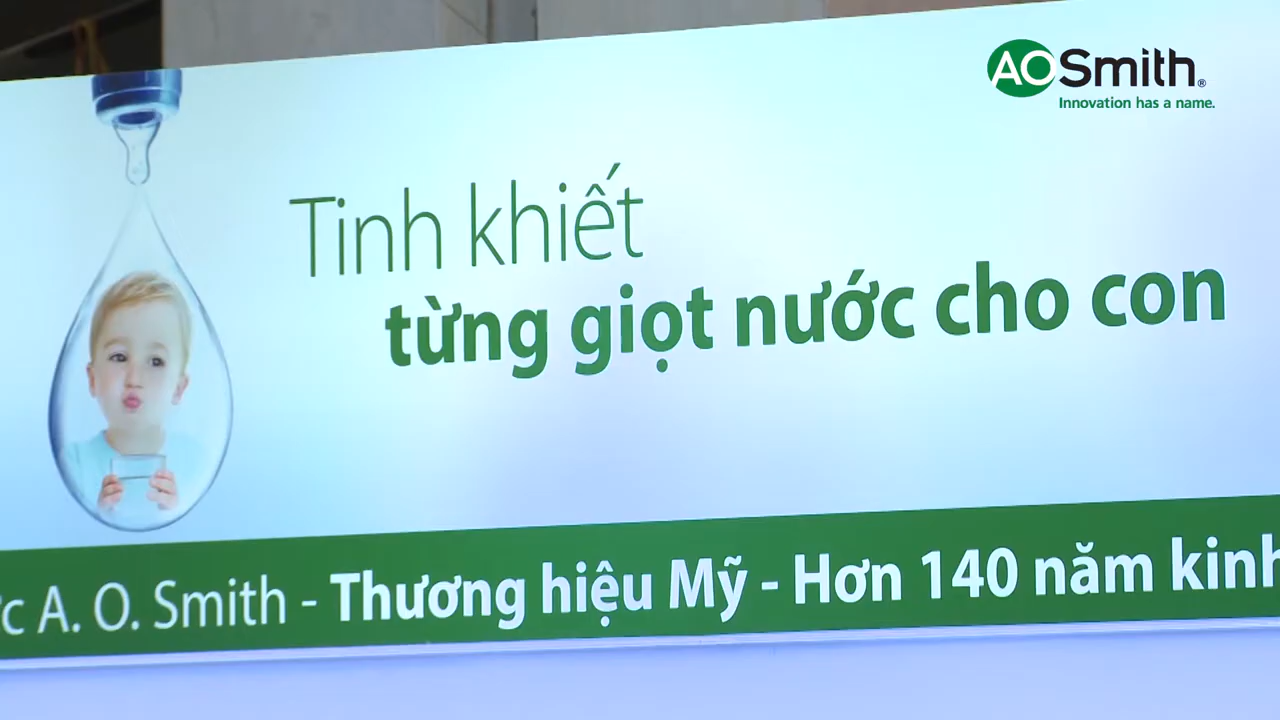 AOSmith®
Innovation has a name.
Tinh khiết
từng giọt nước cho con
A. O. Smith - Thương hiệu Mỹ - Hơn 140 năm kinh